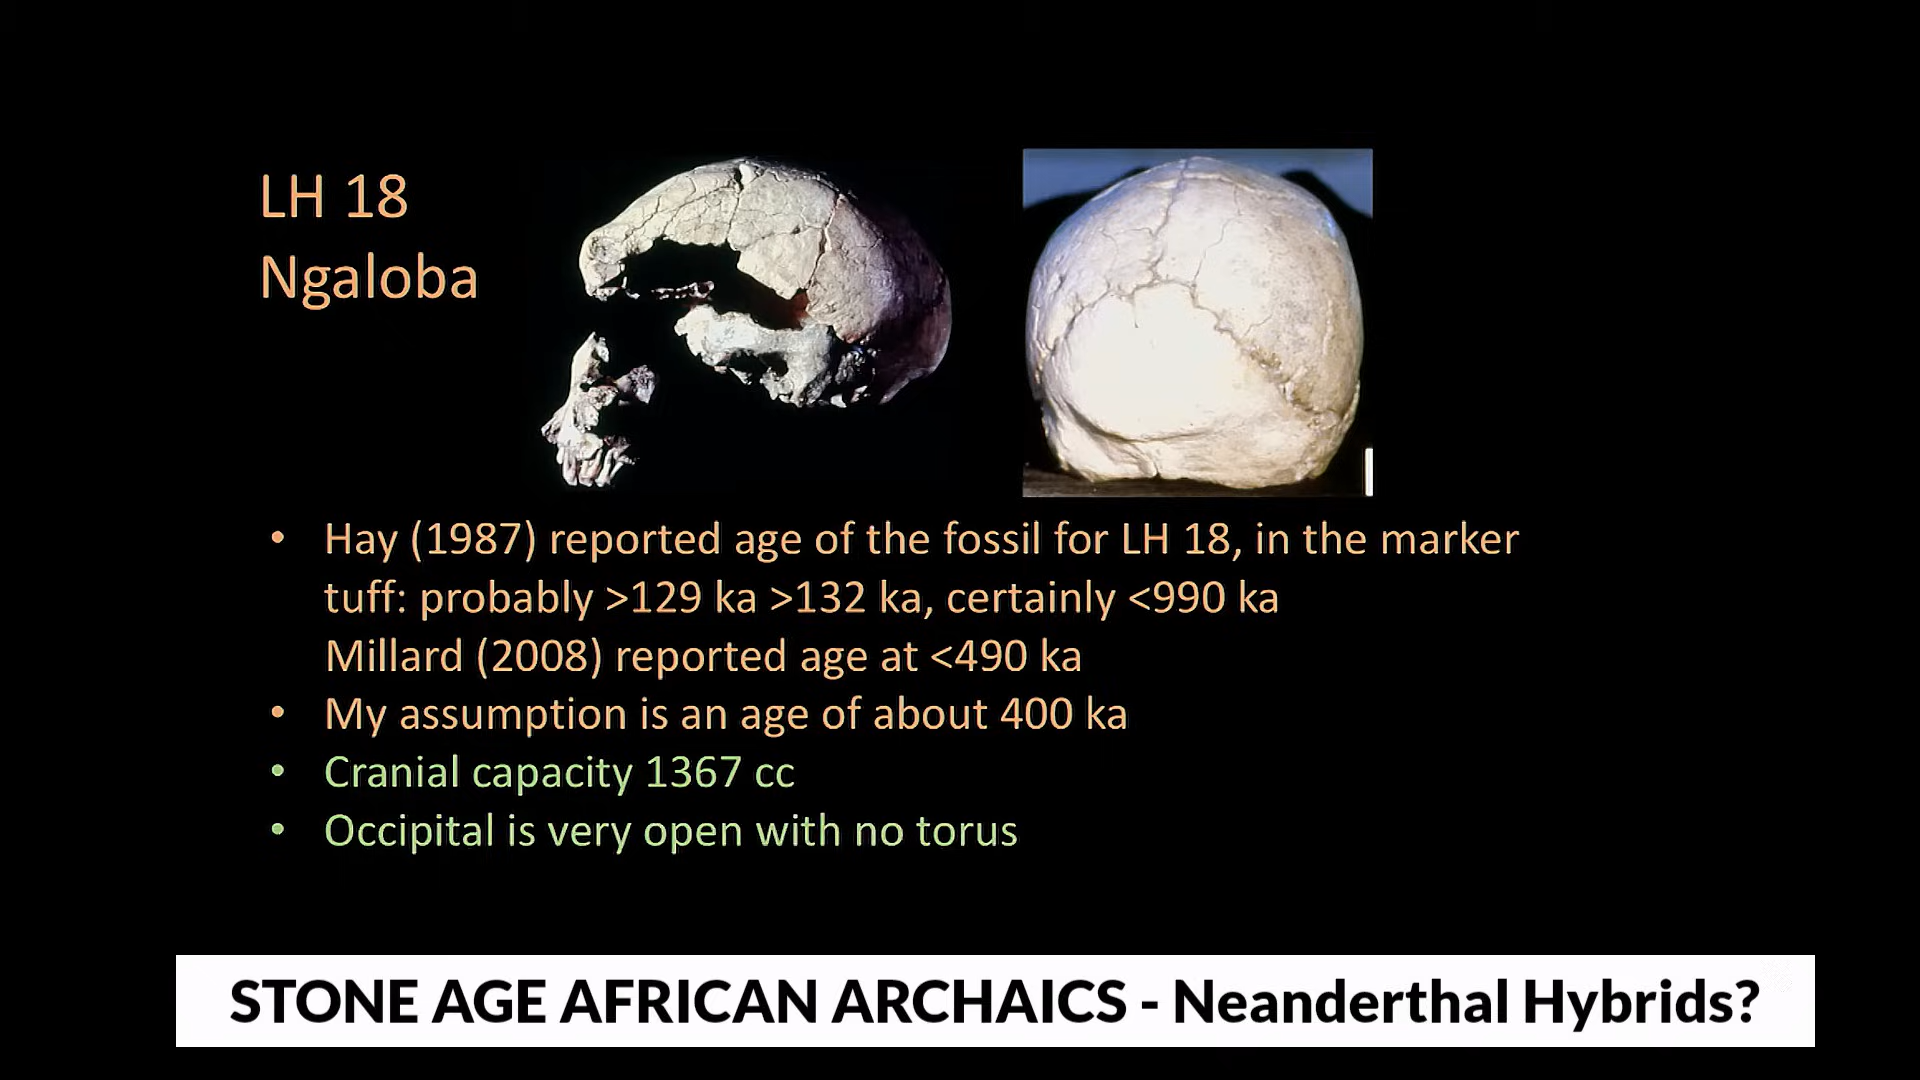 LH 18
Ngaloba
• Hay (1987) reported age of the fossil for LH 18, in the marker
tuff: probably >129 ka >132 ka, certainly <990 ka
Millard (2008) reported age at <490 ka
• My assumption is an age of about 400 ka
• Cranial capacity 1367 cc
• Occipital is very open with no torus
STONE AGE AFRICAN ARCHAICS - Neanderthal Hybrids?